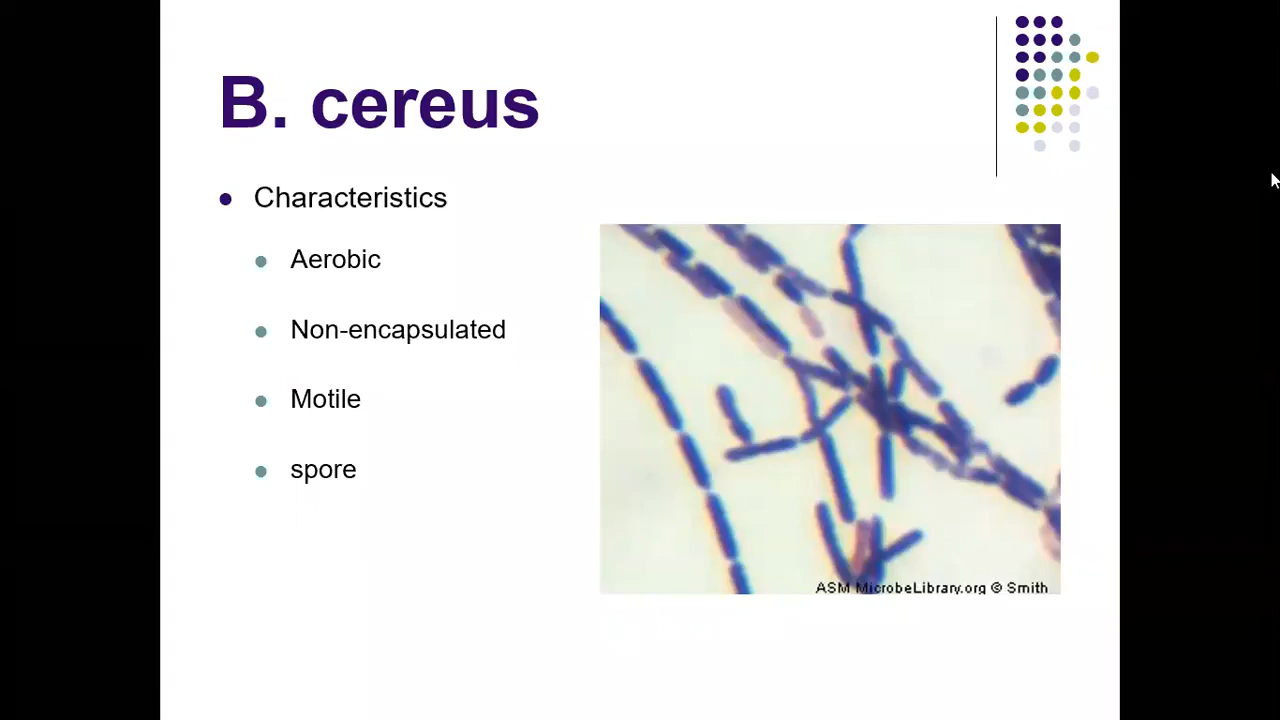 B. cereus
Characteristics
Aerobic
Non-encapsulated
Motile
spore
ASM MicrobeLibrary.org © Smith